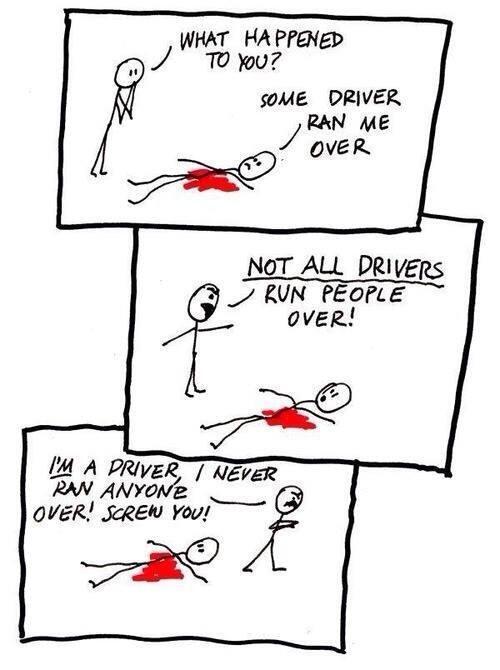 WHAT HAPPENED
TO YOU?
SOME DRIVER
RAN ME
OVER
NOT ALL DRIVERS
RUN PEOPLE
OVER!
I'M A DRIVER, I NEVER
RAN ANYONE
OVER! SCREW YOU!